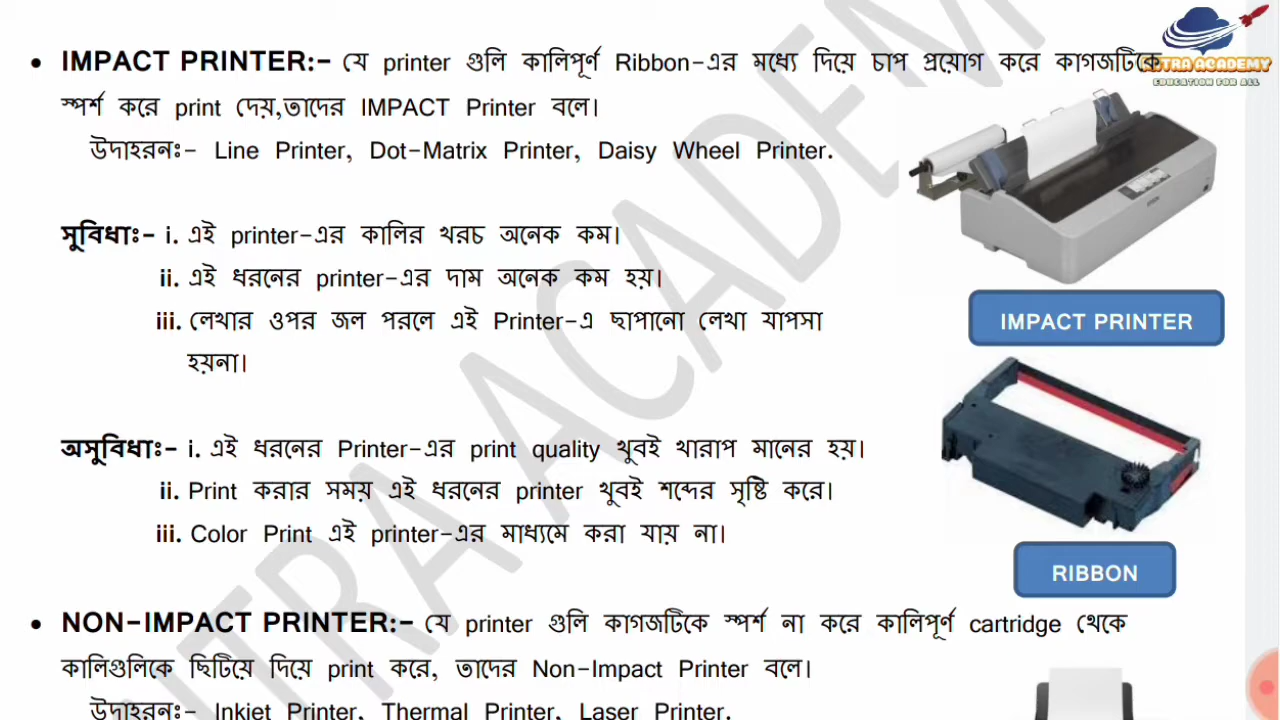 • IMPACT PRINTER:- যে printer গুলি কালিপূর্ণ Ribbon-এর মধ্যে দিয়ে চাপ প্রয়োগ করে কাগজটিকে
স্পর্শ করে print দেয়,তাদের IMPACT Printer বলে।
উদাহরনঃ- Line Printer, Dot-Matrix Printer, Daisy Wheel Printer.
সুবিধাঃ- i. এই printer-এর কালির খরচ অনেক কম।
ii. এই ধরনের printer-এর দাম অনেক কম হয়।
iii. লেখার ওপর জল পরলে এই Printer-এ ছাপানো লেখা যাপসা
হয়না।
অসুবিধাঃ- i. এই ধরনের Printer-এর print quality খুবই খারাপ মানের হয়।
ii. Print করার সময় এই ধরনের printer খুবই শব্দের সৃষ্টি করে।
iii. Color Print এই printer-এর মাধ্যমে করা যায় না।
• NON-IMPACT PRINTER:- যে printer গুলি কাগজটিকে স্পর্শ না করে কালিপূর্ণ cartridge থেকে
কালিগুলিকে ছিটিয়ে দিয়ে print করে, তাদের Non-Impact Printer বলে।
উদাহরনঃ- Inkjet Printer, Thermal Printer, Laser Printer.
ACADEMY
EDUCATION FOR ALL
EPSON
IMPACT PRINTER
RIBBON